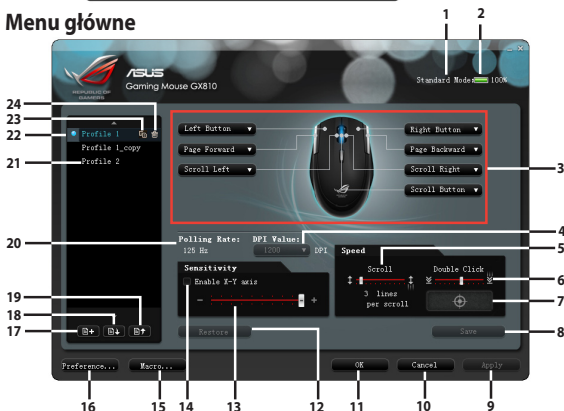 Menu główne
1
2
REPUBLIC OF
GAMERS
ASUS
Gaming Mouse GX810
Standard Mode: 100%
24
23
22
21
Profile 1
Profile 1_copy
Profile 2
Left Button
Right Button
Page Forward
Page Backward
Scroll Left
Scroll Right
Scroll Button
3
4
5
6
7
8
20
Polling Rate:
125 Hz
DPI Value:
1200
DPI
Speed
Scroll
Double Click
3 lines
per scroll
Sensitivity
Enable X-Y axis
- +
Restore
Save
19
18
17
Preference...
Macro...
OK
Cancel
Apply
16
15
14
13
12
11
10
9